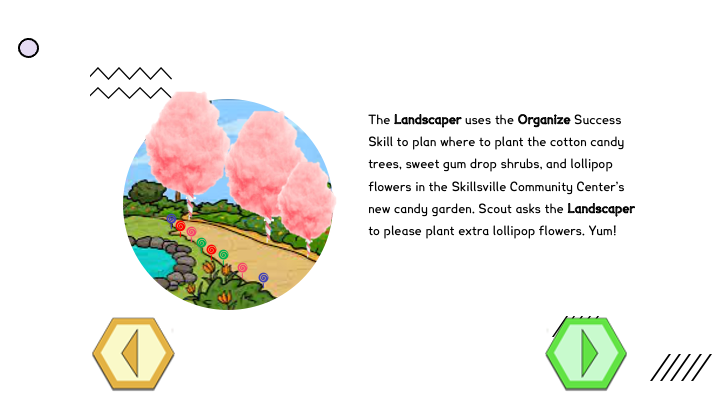 The Landscaper uses the Organize Success
Skill to plan where to plant the cotton candy
trees, sweet gum drop shrubs, and lollipop
flowers in the Skillsville Community Center's
new candy garden. Scout asks the Landscaper
to please plant extra lollipop flowers. Yum!